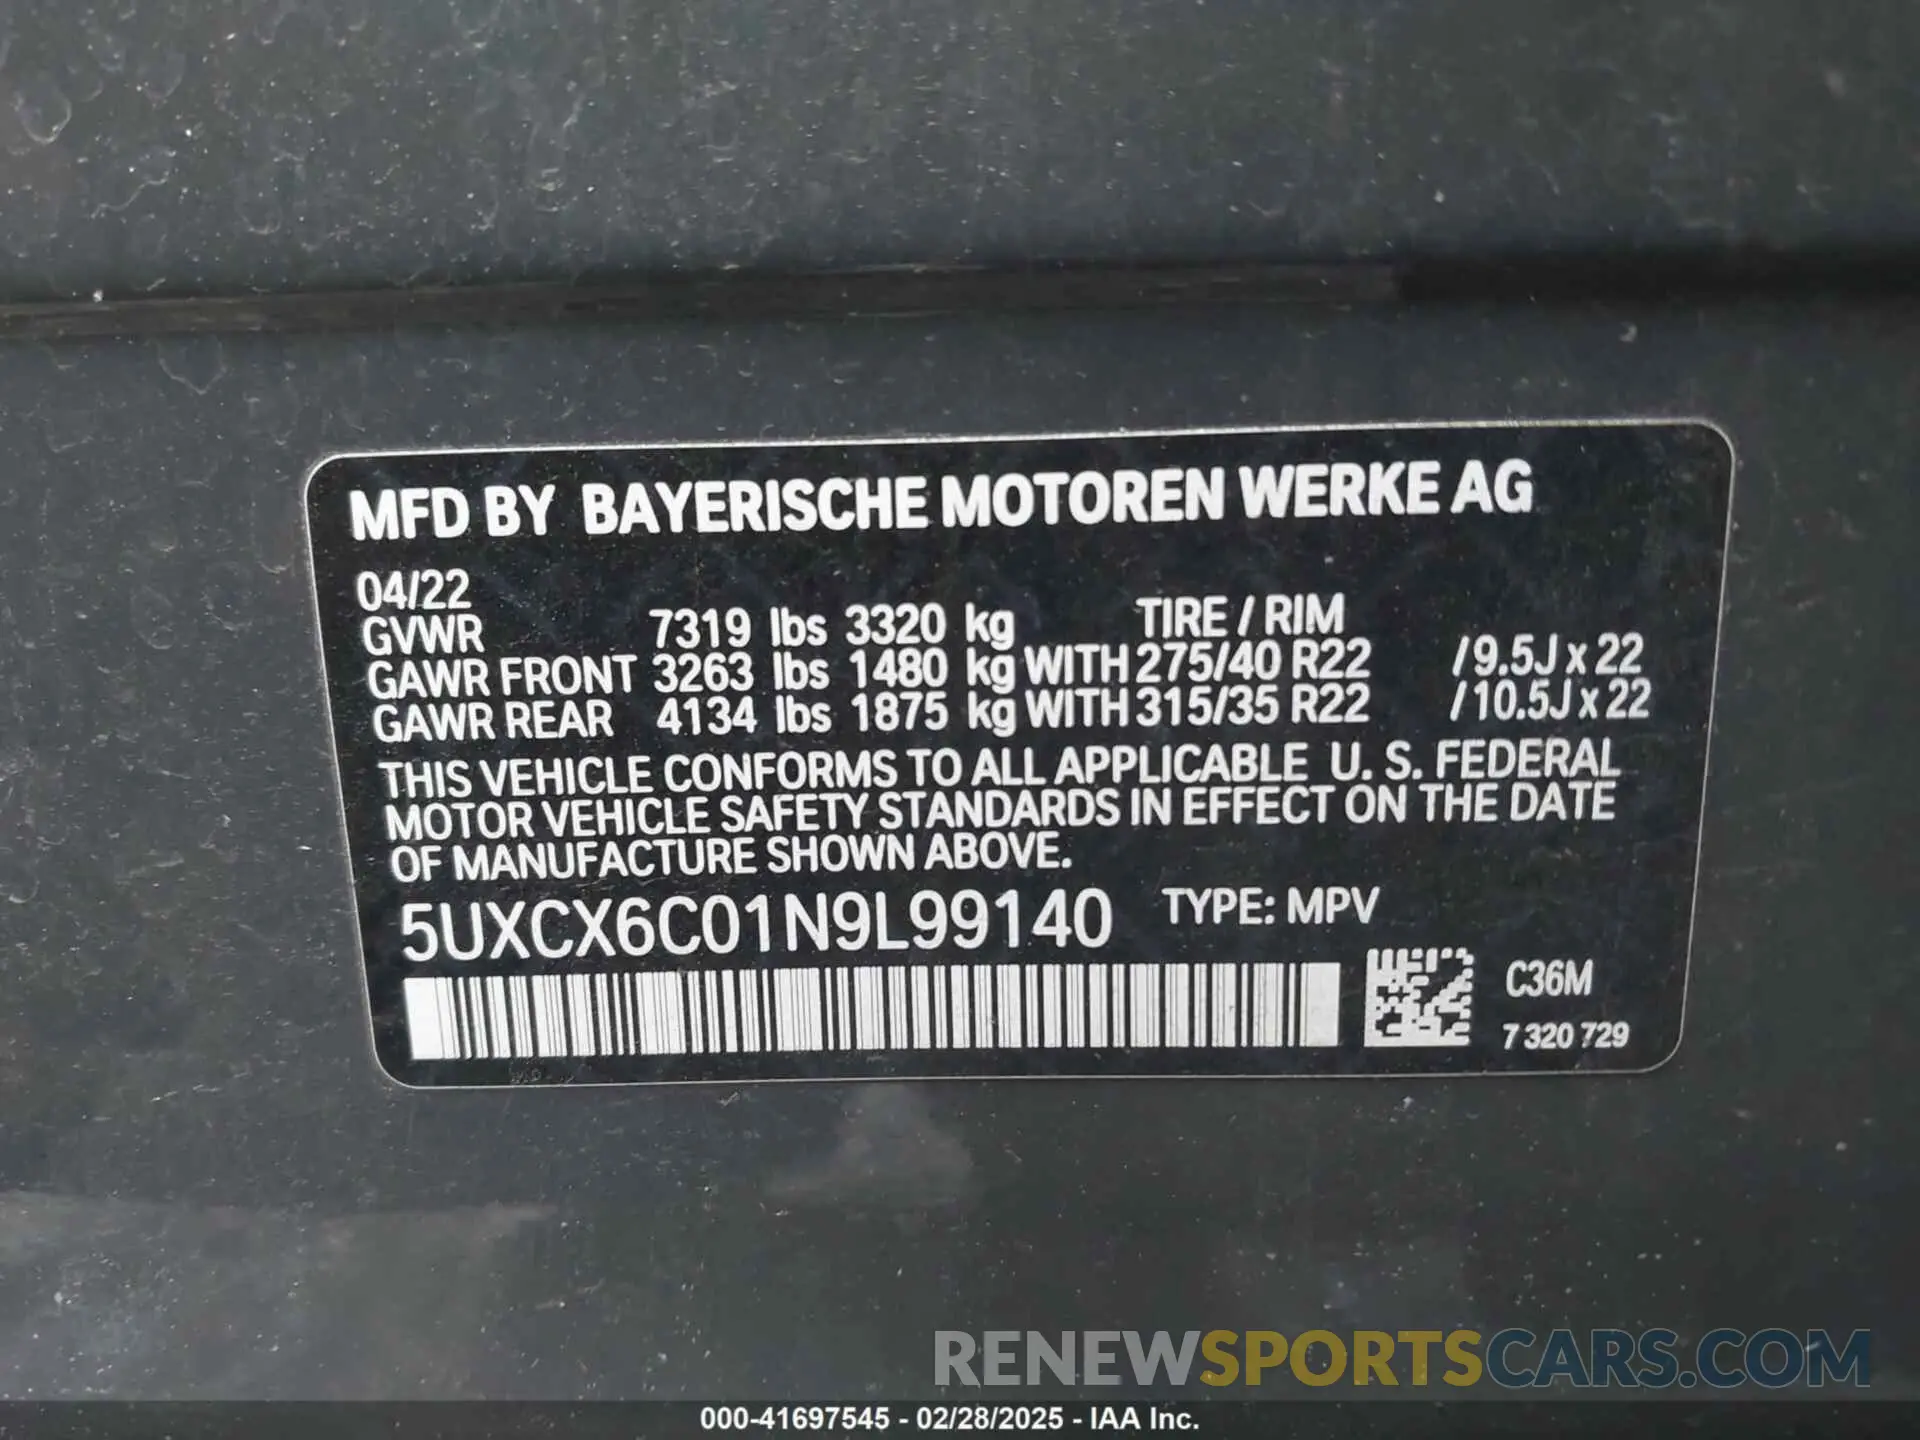 MFD BY BAYERISCHE MOTOREN WERKE AG
04/22
GVWR 7319 lbs 3320 kg TIRE / RIM
GAWR FRONT 3263 lbs 1480 kg WITH 275/40 R22 /9.5J x 22
GAWR REAR 4134 lbs 1875 kg WITH 315/35 R22 /10.5J x 22
THIS VEHICLE CONFORMS TO ALL APPLICABLE U. S. FEDERAL
MOTOR VEHICLE SAFETY STANDARDS IN EFFECT ON THE DATE
OF MANUFACTURE SHOWN ABOVE.
5UXCX6C01N9L99140 TYPE: MPV
C36M
7 320 729
RENEWSPORTSCARS.COM
000-41697545 - 02/28/2025 - IAA Inc.